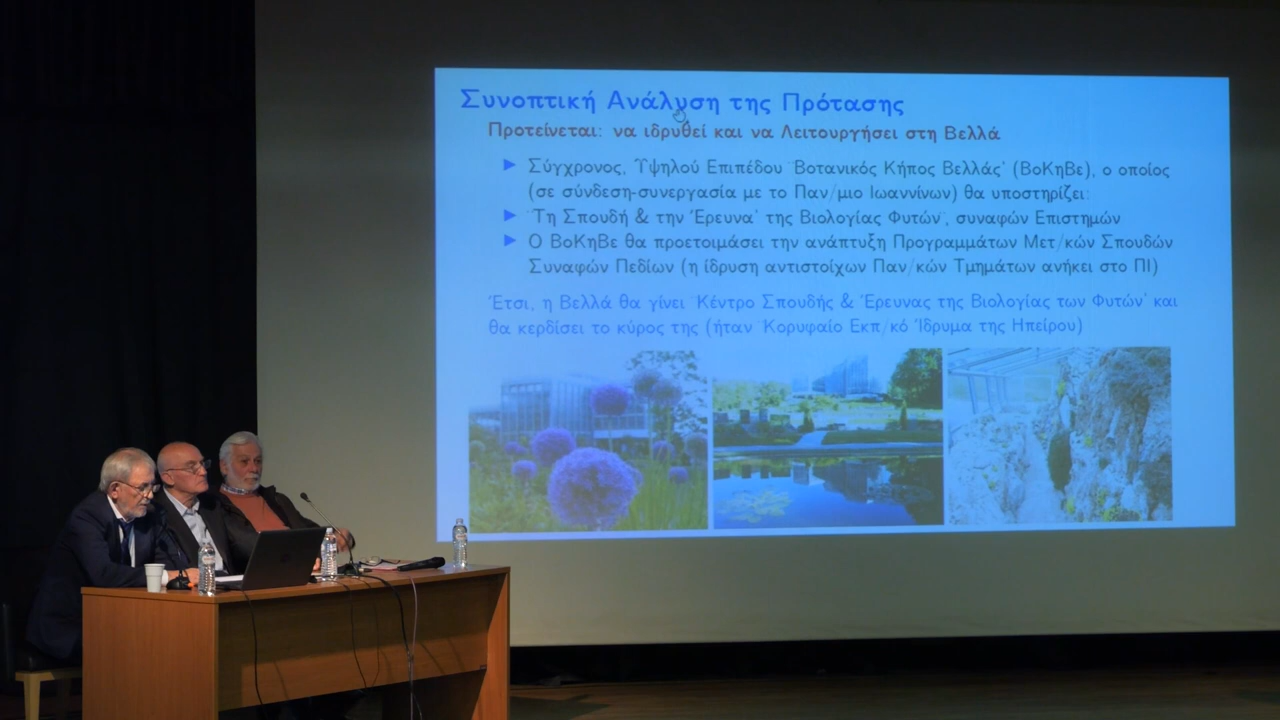 Συνοπτική Ανάλυση της Πρότασης
Προτείνεται: να ιδρυθεί και να Λειτουργήσει στη Βελλά
Σύγχρονος, Υψηλού Επιπέδου ¨Βοτανικός Κήπος Βελλάς' (ΒοΚηΒε), ο οποίος
(σε σύνδεση-συνεργασία με το Παν/μιο Ιωαννίνων) θα υποστηρίζει:
¨Τη Σπουδή & την Έρευνα' της Βιολογίας Φυτών¨, συναφών Επιστημών
Ο ΒοΚηΒε θα προετοιμάσει την ανάπτυξη Προγραμμάτων Μετ/κών Σπουδών
Συναφών Πεδίων (η ίδρυση αντιστοίχων Παν/κών Τμημάτων ανήκει στο ΠΙ)
Έτσι, η Βελλά θα γίνει ¨Κέντρο Σπουδής & Έρευνας της Βιολογίας των Φυτών' και
θα κερδίσει το κύρος της (ήταν ¨Κορυφαίο Εκπ/κό Ίδρυμα της Ηπείρου)